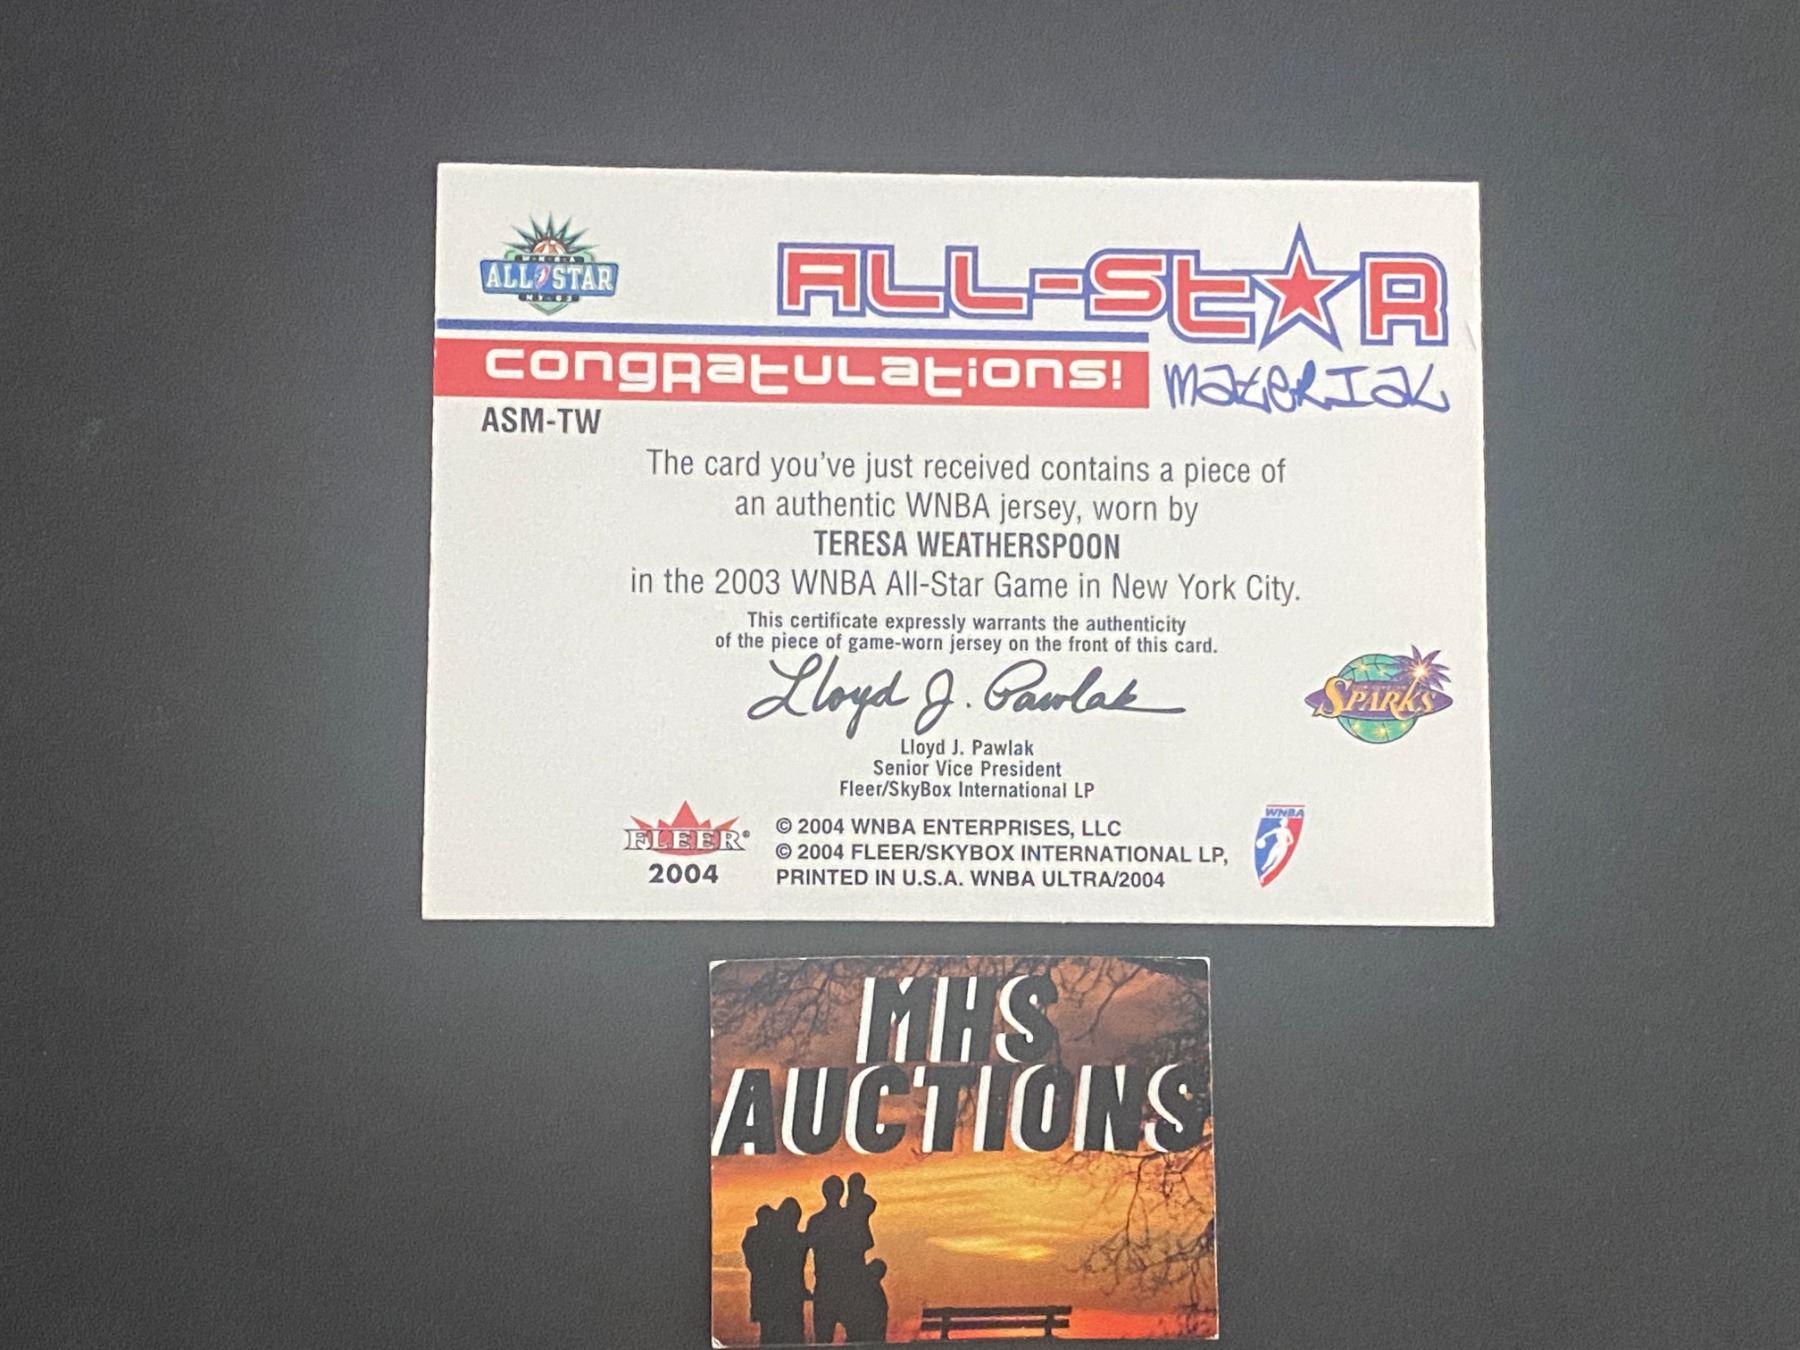 W·N·B·A
ALL STAR
NY·03
ALL-STAR
Congratulations!
material
ASM-TW
The card you've just received contains a piece of
an authentic WNBA jersey, worn by
TERESA WEATHERSPOON
in the 2003 WNBA All-Star Game in New York City.
This certificate expressly warrants the authenticity
of the piece of game-worn jersey on the front of this card.
Lloyd J. Pawlak
Lloyd J. Pawlak
Senior Vice President
Fleer/SkyBox International LP
SPARKS
FLEER®
2004
© 2004 WNBA ENTERPRISES, LLC
© 2004 FLEER/SKYBOX INTERNATIONAL LP,
PRINTED IN U.S.A. WNBA ULTRA/2004
WNBA
MHS
AUCTIONS